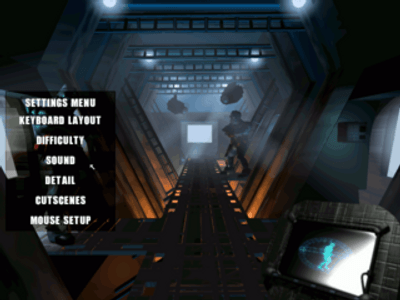 SETTINGS MENU
KEYBOARD LAYOUT
DIFFICULTY
SOUND
DETAIL
CUTSCENES
MOUSE SETUP